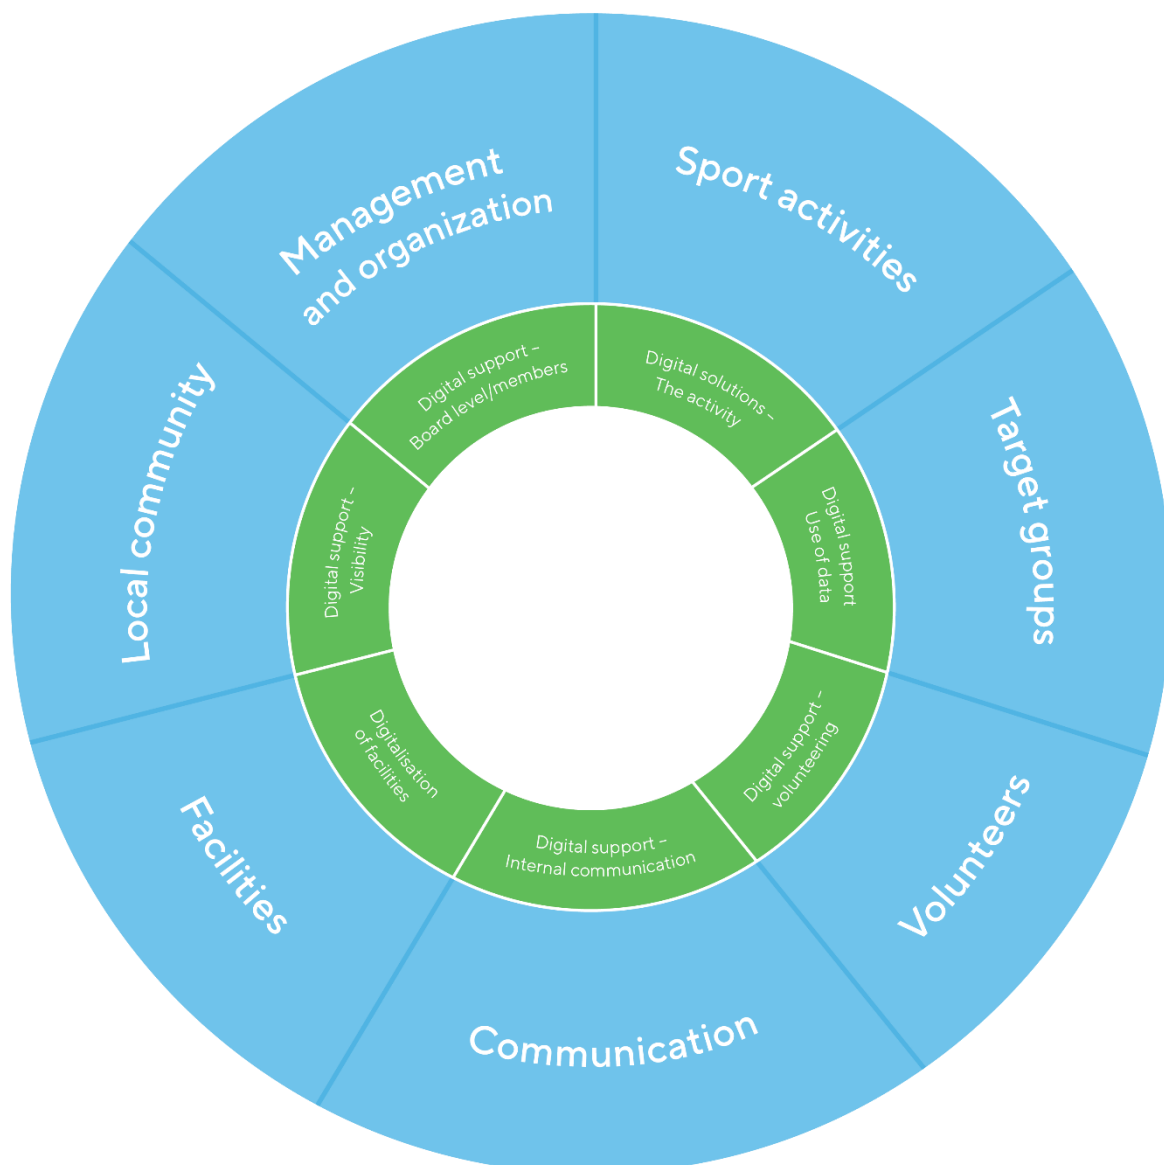 Management
and organization
Sport activities
Target groups
Volunteers
Communication
Facilities
Local community
Digital support –
Board level/members
Digital solutions –
The activity
Digital support
Use of data
Digital support –
volunteering
Digital support –
Internal communication
Digitalisation
of facilities
Digital support –
Visibility